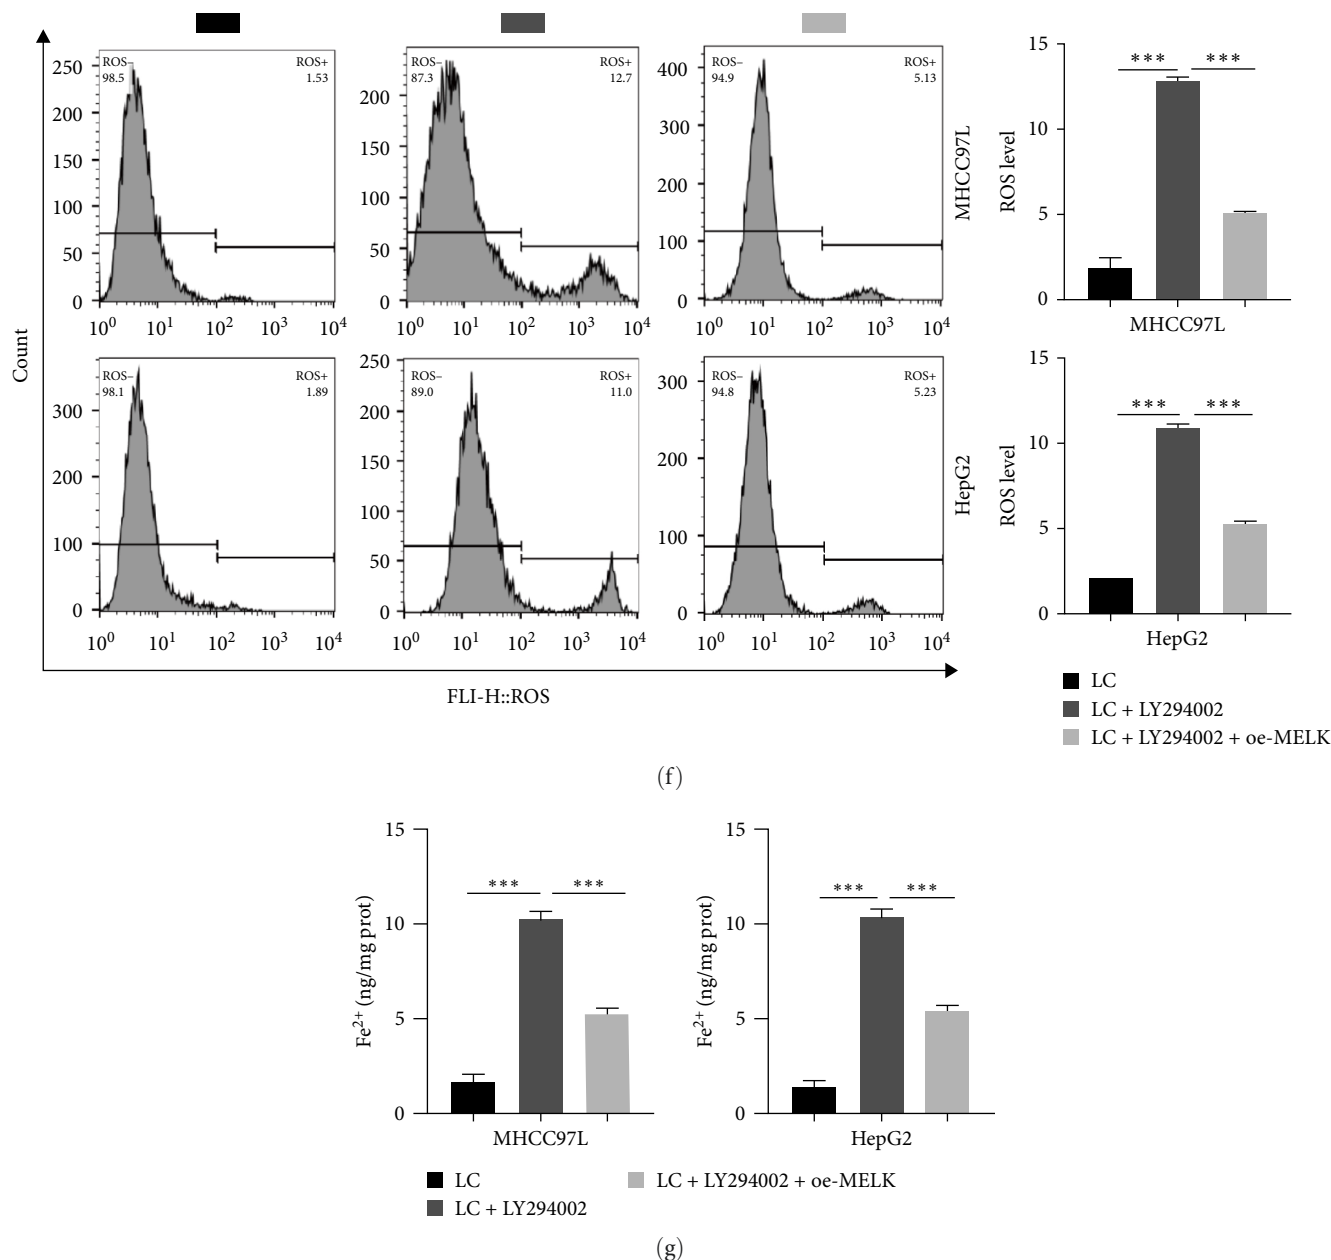 ROS– ROS+
98.5 1.53
250
200
150
100
50
0
10⁰ 10¹ 10² 10³ 10⁴
ROS– ROS+
87.3 12.7
200
150
100
50
0
10⁰ 10¹ 10² 10³ 10⁴
ROS– ROS+
94.9 5.13
400
300
200
100
0
10⁰ 10¹ 10² 10³ 10⁴
MHCC97L
15
10
5
0
ROS level
*** ***
MHCC97L
Count
ROS– ROS+
98.1 1.89
300
200
100
0
10⁰ 10¹ 10² 10³ 10⁴
250
ROS– ROS+
89.0 11.0
200
150
100
50
0
10⁰ 10¹ 10² 10³ 10⁴
ROS– ROS+
94.8 5.23
300
200
100
0
10⁰ 10¹ 10² 10³ 10⁴
HepG2
15
10
5
0
ROS level
*** ***
HepG2
FLI-H::ROS
LC
LC + LY294002
LC + LY294002 + oe-MELK
(f)
15
10
5
0
Fe²⁺ (ng/mg prot)
*** ***
MHCC97L
15
10
5
0
Fe²⁺ (ng/mg prot)
*** ***
HepG2
LC LC + LY294002 + oe-MELK
LC + LY294002
(g)